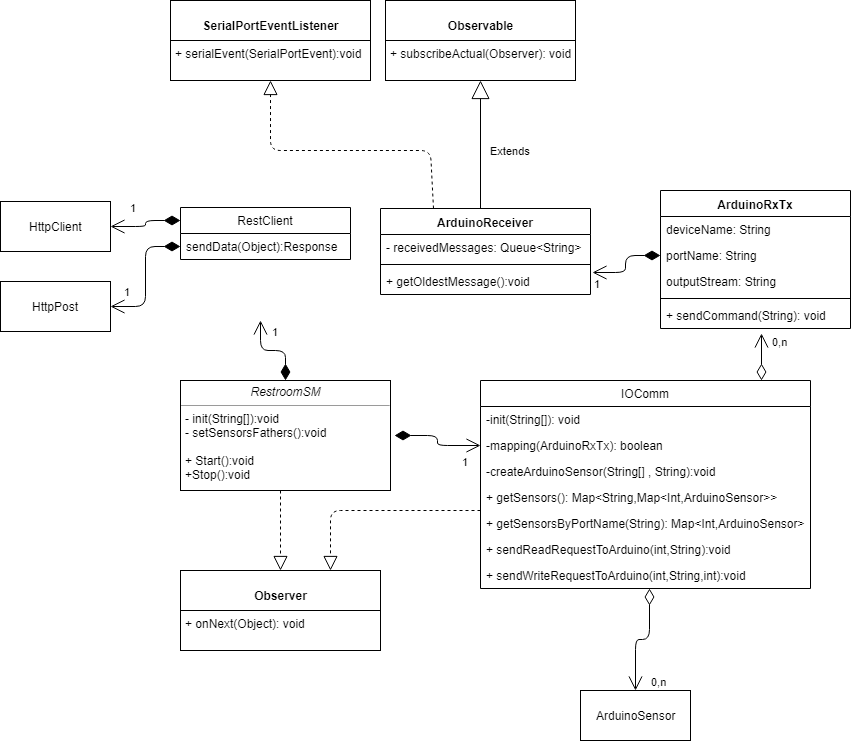 SerialPortEventListener
+ serialEvent(SerialPortEvent):void
Observable
+ subscribeActual(Observer): void
Extends
HttpClient
1
RestClient
sendData(Object):Response
HttpPost
1
ArduinoReceiver
- receivedMessages: Queue<String>
+ getOldestMessage():void
1
ArduinoRxTx
deviceName: String
portName: String
outputStream: String
+ sendCommand(String): void
1
0,n
RestroomSM
- init(String[]):void
- setSensorsFathers():void
+ Start():void
+Stop():void
1
IOComm
-init(String[]): void
-mapping(ArduinoRxTx): boolean
-createArduinoSensor(String[] , String):void
+ getSensors(): Map<String,Map<Int,ArduinoSensor>>
+ getSensorsByPortName(String): Map<Int,ArduinoSensor>
+ sendReadRequestToArduino(int,String):void
+ sendWriteRequestToArduino(int,String,int):void
Observer
+ onNext(Object): void
0,n
ArduinoSensor